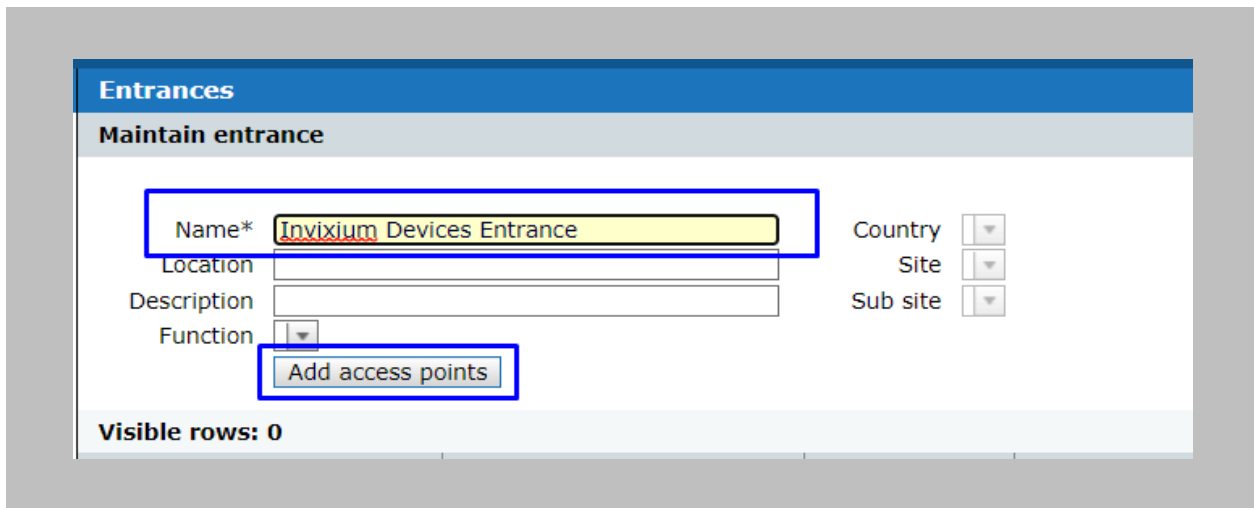 Entrances
Maintain entrance
Name* Invixium Devices Entrance Country
Location Site
Description Sub site
Function
Add access points
Visible rows: 0